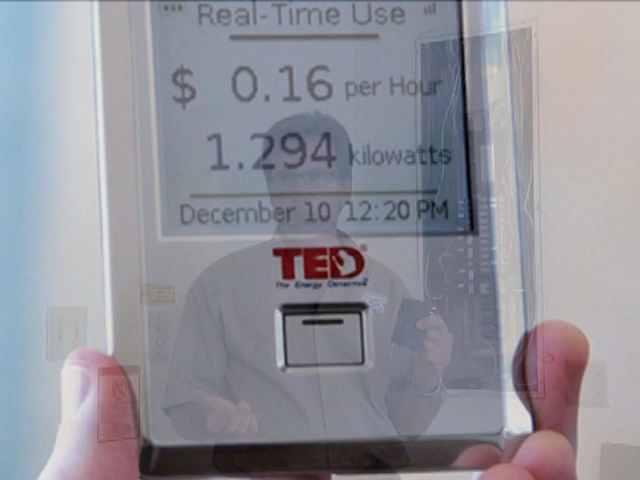 Real-Time Use
$ 0.16 per Hour
1.294 kilowatts
December 10 12:20 PM
TED®
The Energy Detective